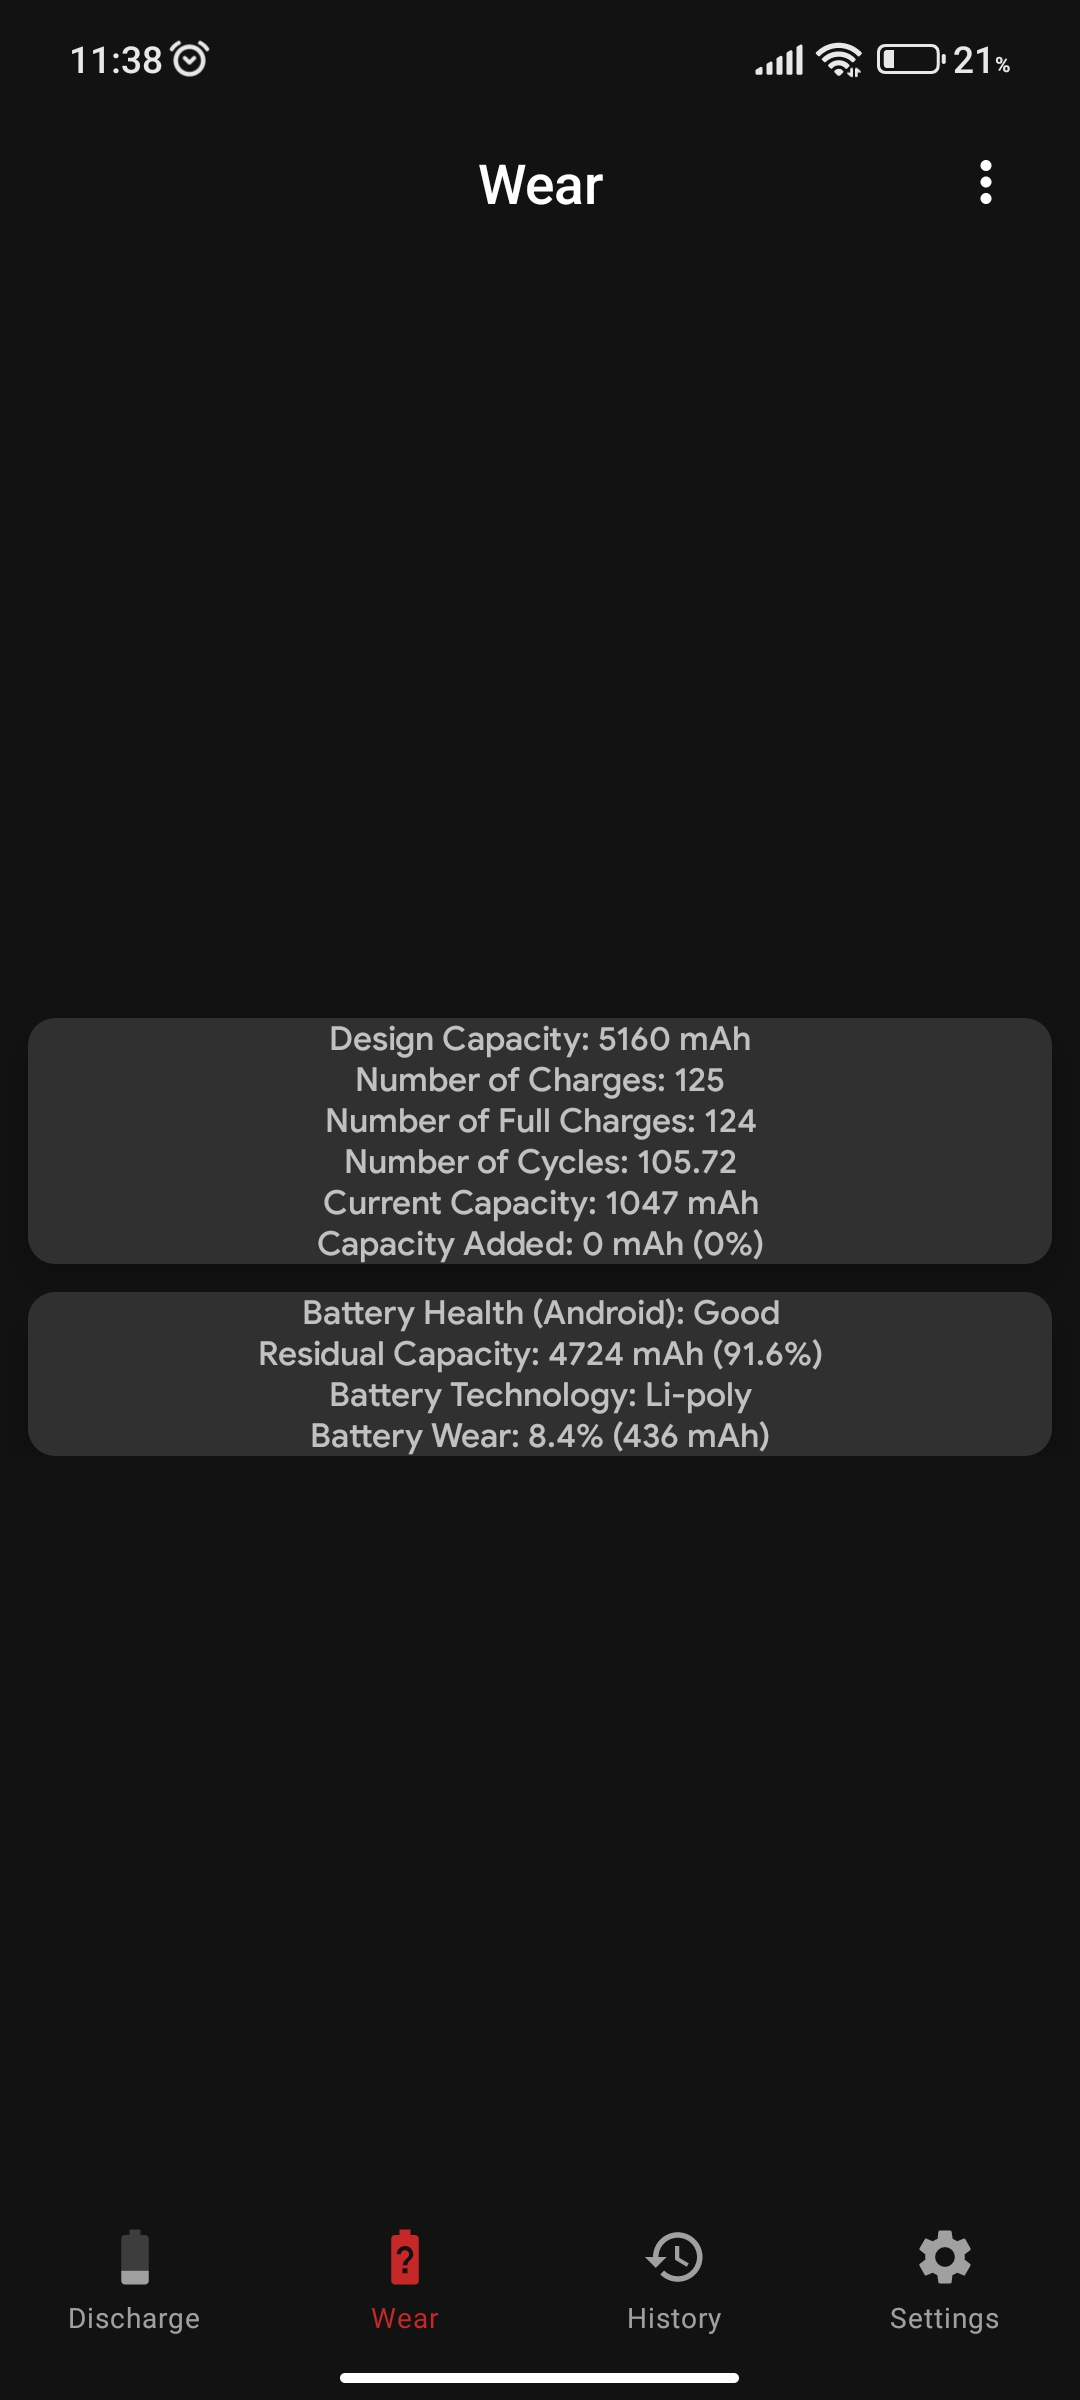 11:38 21%
Wear
Design Capacity: 5160 mAh
Number of Charges: 125
Number of Full Charges: 124
Number of Cycles: 105.72
Current Capacity: 1047 mAh
Capacity Added: 0 mAh (0%)
Battery Health (Android): Good
Residual Capacity: 4724 mAh (91.6%)
Battery Technology: Li-poly
Battery Wear: 8.4% (436 mAh)
?
Discharge Wear History Settings